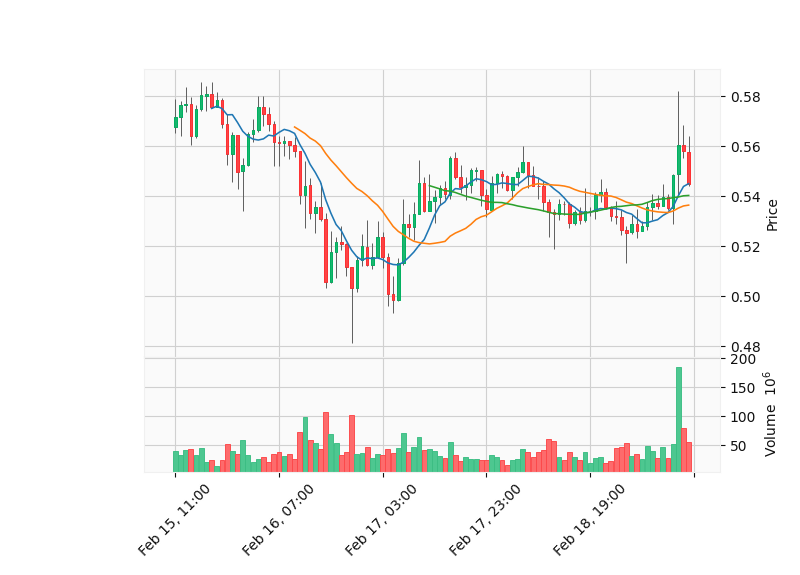 0.58
0.56
0.54
0.52
0.50
0.48
Price
200
150
100
50
Volume 10^6
Feb 15, 11:00
Feb 16, 07:00
Feb 17, 03:00
Feb 17, 23:00
Feb 18, 19:00